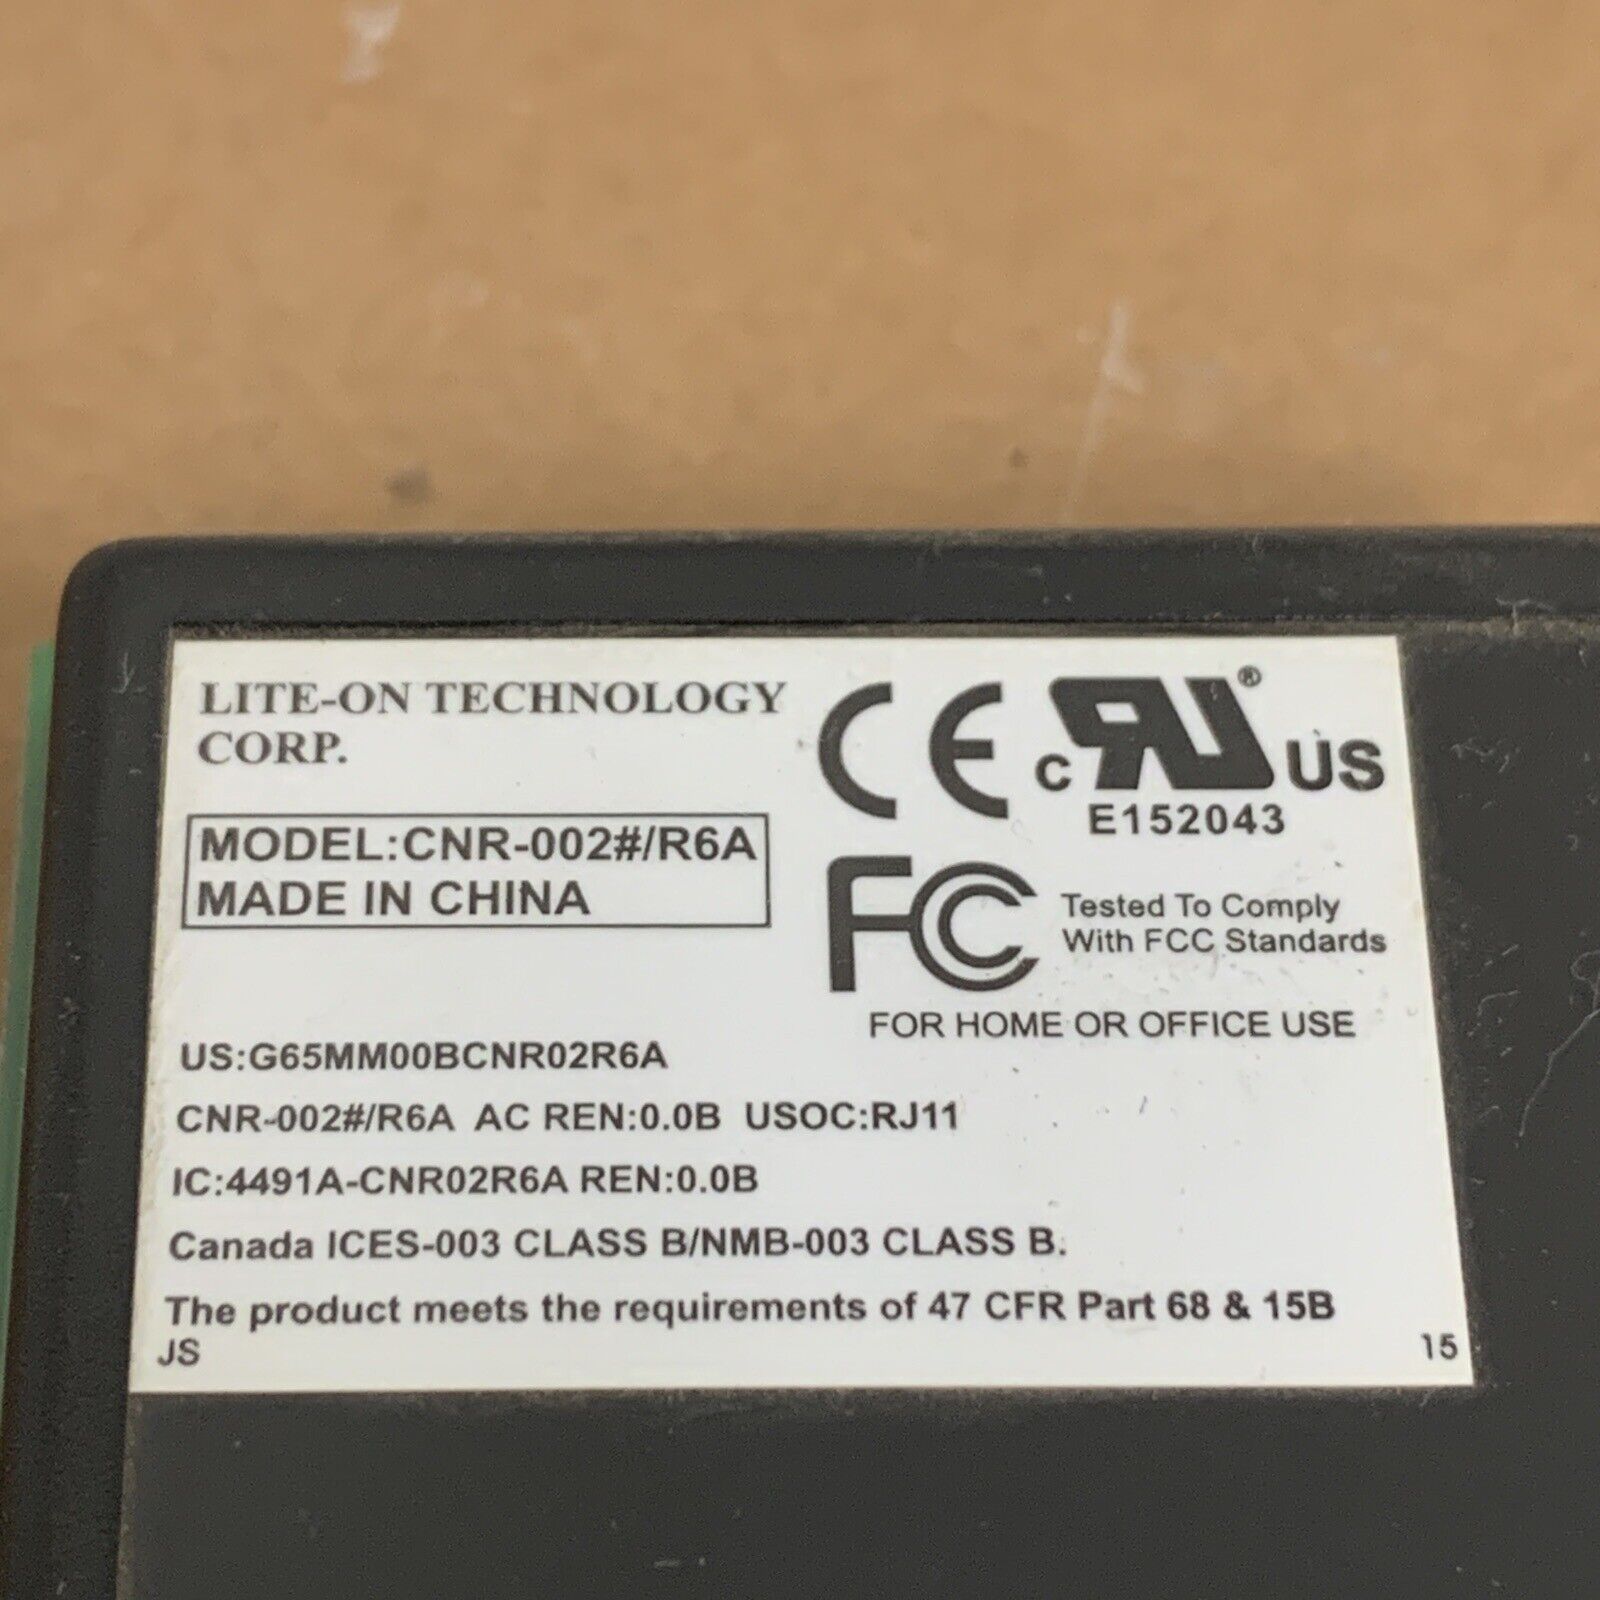 LITE-ON TECHNOLOGY
CORP.
MODEL:CNR-002#/R6A
MADE IN CHINA
CE
c RU® US
E152043
FC
Tested To Comply
With FCC Standards
FOR HOME OR OFFICE USE
US:G65MM00BCNR02R6A
CNR-002#/R6A AC REN:0.0B USOC:RJ11
IC:4491A-CNR02R6A REN:0.0B
Canada ICES-003 CLASS B/NMB-003 CLASS B.
The product meets the requirements of 47 CFR Part 68 & 15B
JS 15